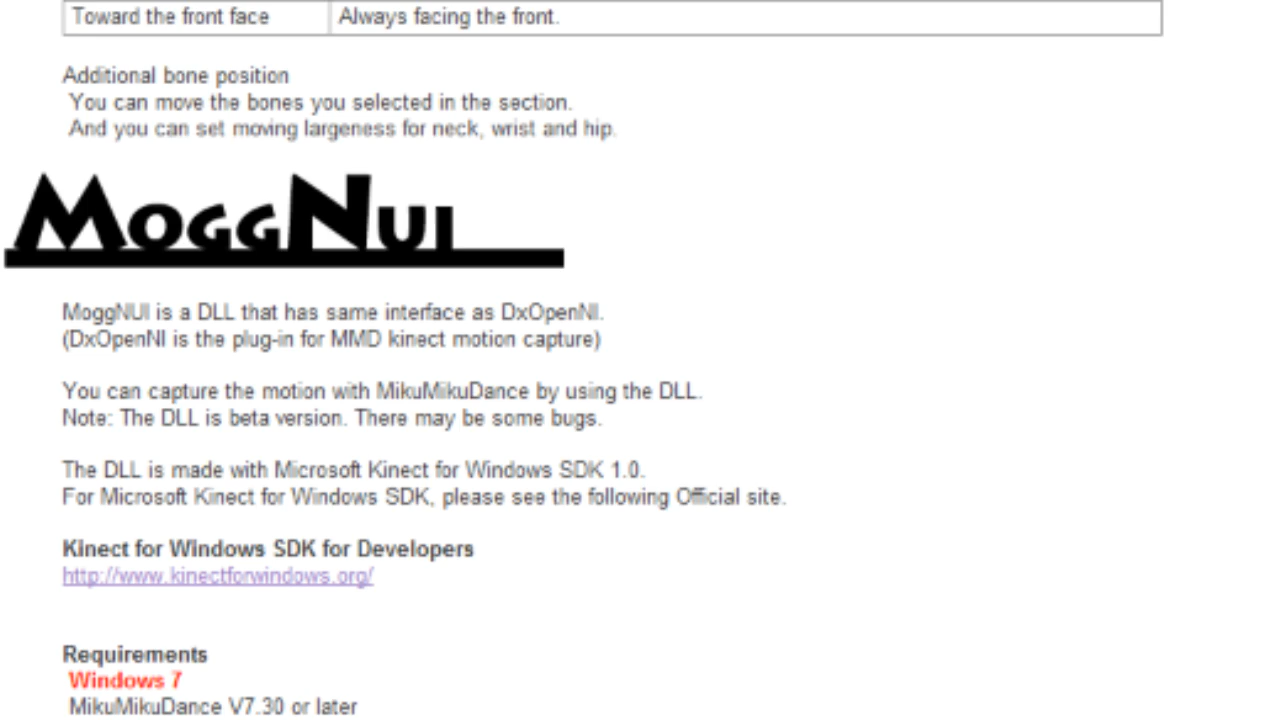 Toward the front face Always facing the front.
Additional bone position
You can move the bones you selected in the section.
And you can set moving largeness for neck, wrist and hip.
MOGGNUI
MoggNUI is a DLL that has same interface as DxOpenNI.
(DxOpenNI is the plug-in for MMD kinect motion capture)
You can capture the motion with MikuMikuDance by using the DLL.
Note: The DLL is beta version. There may be some bugs.
The DLL is made with Microsoft Kinect for Windows SDK 1.0.
For Microsoft Kinect for Windows SDK, please see the following Official site.
Kinect for Windows SDK for Developers
http://www.kinectforwindows.org/
Requirements
Windows 7
MikuMikuDance V7.30 or later